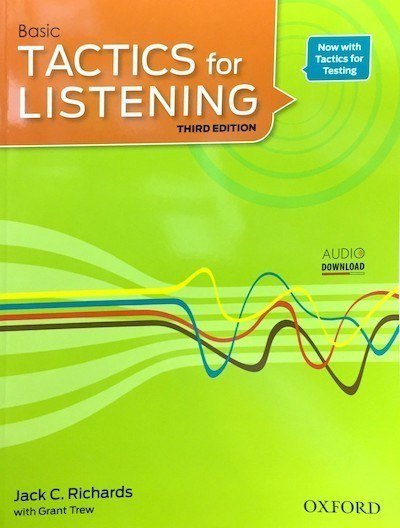 Basic
TACTICS for
LISTENING
THIRD EDITION
Now with
Tactics for
Testing
AUDIO
DOWNLOAD
Jack C. Richards
with Grant Trew
OXFORD